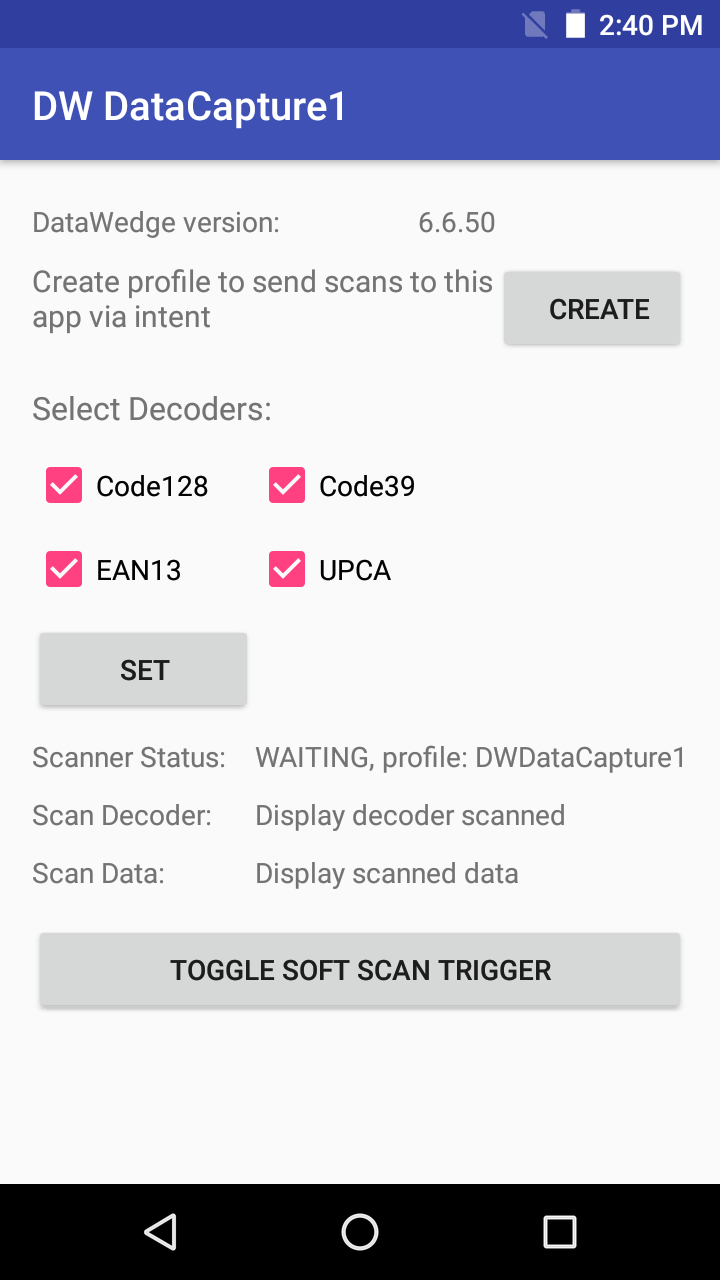 2:40 PM
DW DataCapture1
DataWedge version: 6.6.50
Create profile to send scans to this
app via intent
CREATE
Select Decoders:
Code128 Code39
EAN13 UPCA
SET
Scanner Status: WAITING, profile: DWDataCapture1
Scan Decoder: Display decoder scanned
Scan Data: Display scanned data
TOGGLE SOFT SCAN TRIGGER